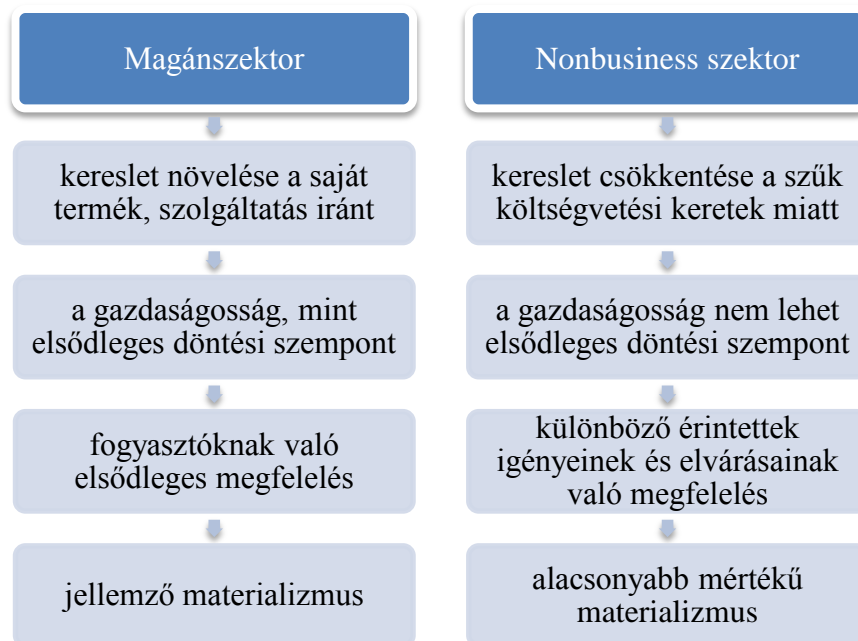 Magánszektor
kereslet növelése a saját
termék, szolgáltatás iránt
a gazdaságosság, mint
elsődleges döntési szempont
fogyasztóknak való
elsődleges megfelelés
jellemző materializmus
Nonbusiness szektor
kereslet csökkentése a szűk
költségvetési keretek miatt
a gazdaságosság nem lehet
elsődleges döntési szempont
különböző érintettek
igényeinek és elvárásainak
való megfelelés
alacsonyabb mértékű
materializmus